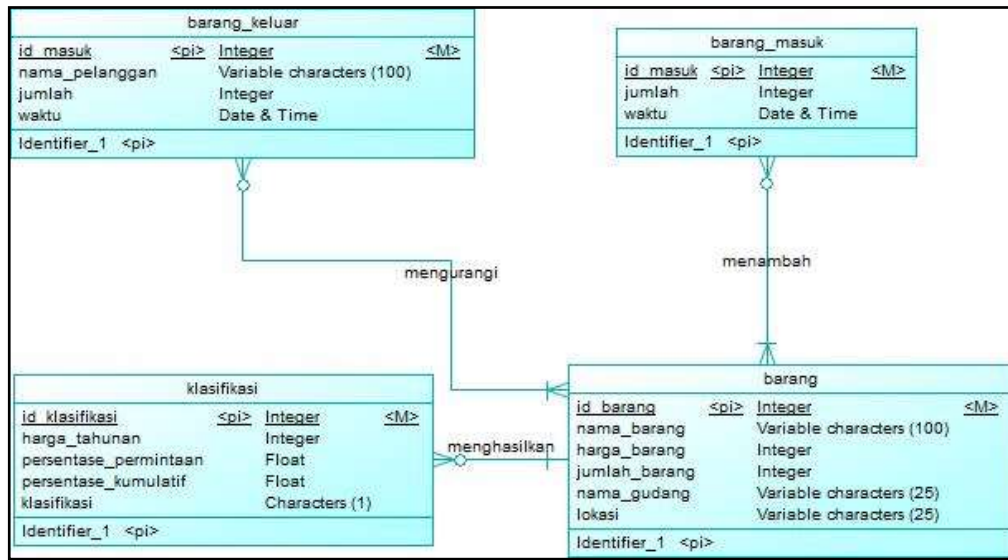 barang_keluar
id_masuk <pi> Integer <M>
nama_pelanggan Variable characters (100)
jumlah Integer
waktu Date & Time
Identifier_1 <pi>
barang_masuk
id_masuk <pi> Integer <M>
jumlah Integer
waktu Date & Time
Identifier_1 <pi>
mengurangi
menambah
klasifikasi
id_klasifikasi <pi> Integer <M>
harga_tahunan Integer
persentase_permintaan Float
persentase_kumulatif Float
klasifikasi Characters (1)
Identifier_1 <pi>
menghasilkan
barang
id_barang <pi> Integer <M>
nama_barang Variable characters (100)
harga_barang Integer
jumlah_barang Integer
nama_gudang Variable characters (25)
lokasi Variable characters (25)
Identifier_1 <pi>